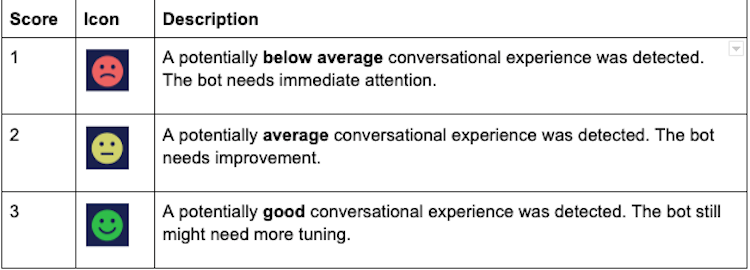 Score Icon Description
1 A potentially below average conversational experience was detected.
The bot needs immediate attention.
2 A potentially average conversational experience was detected. The bot
needs improvement.
3 A potentially good conversational experience was detected. The bot still
might need more tuning.